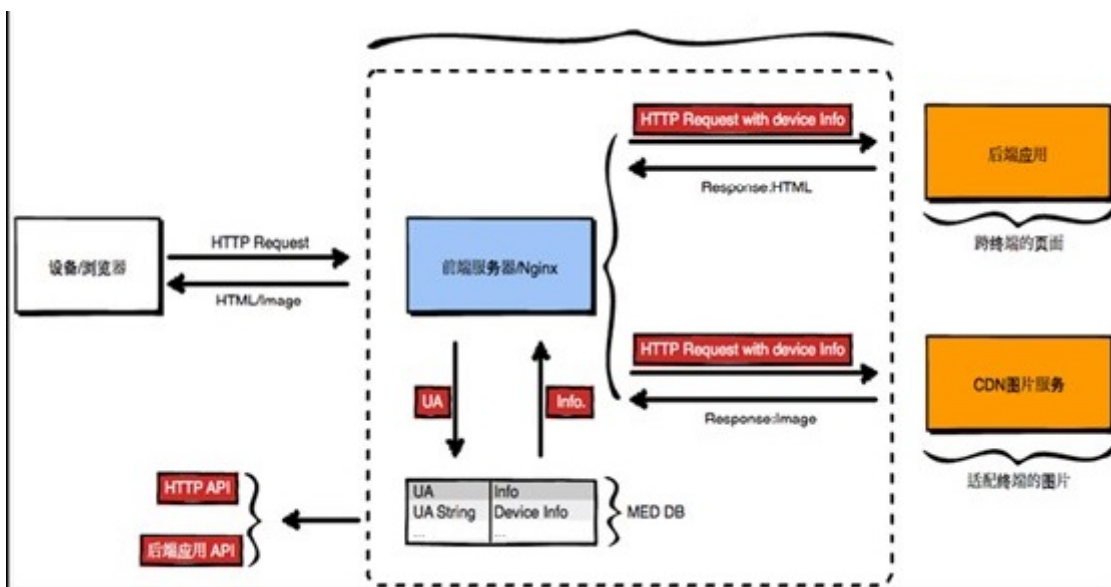 HTTP Request with device Info
后端应用
Response:HTML
跨终端的页面
设备/浏览器
HTTP Request
HTML/Image
前端服务器/Nginx
HTTP Request with device Info
CDN图片服务
Response:Image
适配终端的图片
UA
Info.
UA Info
UA String Device Info
... ...
MED DB
HTTP API
后端应用 API